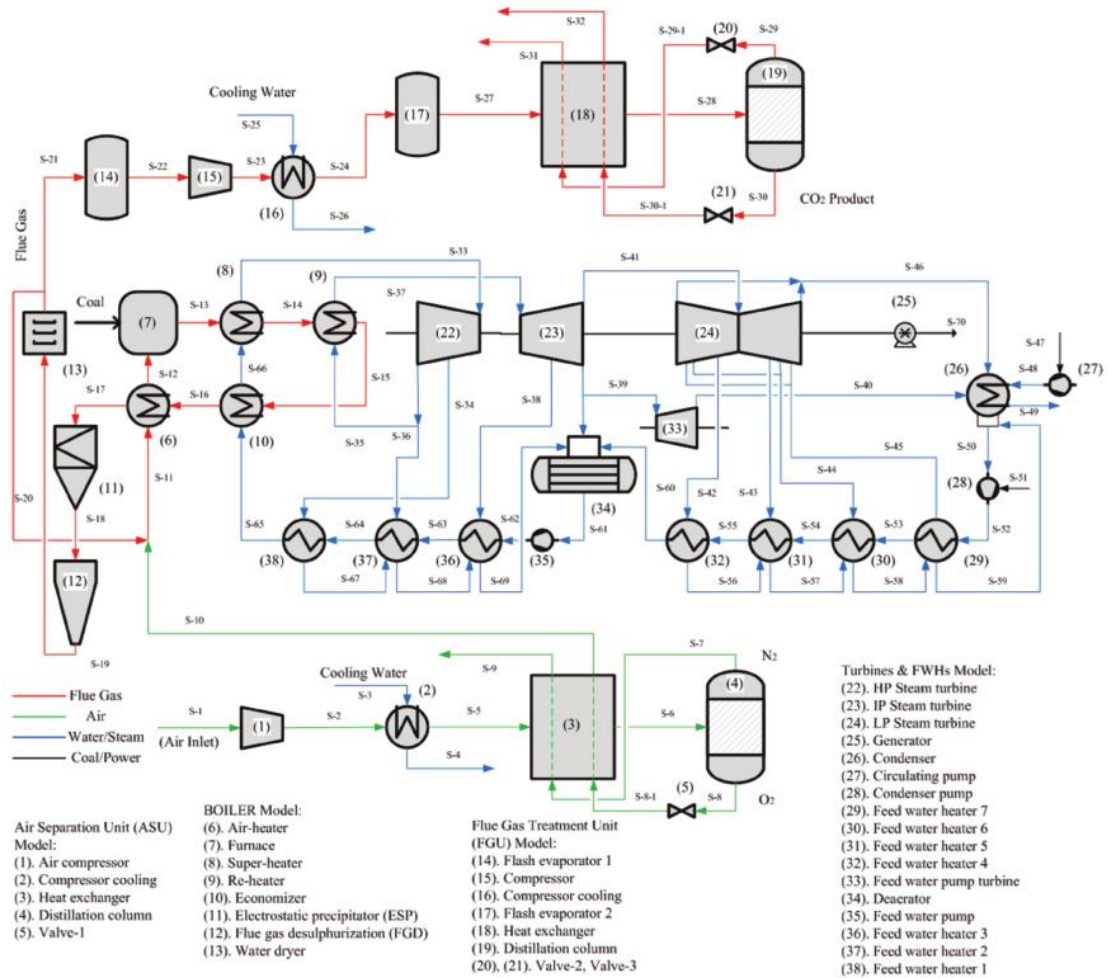 S-32
S-31
S-29-1
(20)
S-29
(19)
Cooling Water
S-25
(17)
S-27
(18)
S-28
S-21
(14)
S-22
(15)
S-23
S-24
(16)
S-26
S-30-1
(21)
S-30
CO2 Product
Flue Gas
S-33
S-41
S-46
(8)
(9)
S-37
Coal
(7)
S-13
S-14
(22)
(23)
(24)
(25)
S-70
S-47
(13)
S-12
S-66
S-15
(26)
S-48
(27)
S-17
S-16
S-34
S-38
S-39
S-40
S-49
(6)
(10)
S-35
S-36
(33)
S-50
S-20
(11)
S-11
S-45
S-44
(28)
S-51
S-18
S-65
S-64
S-63
S-62
(34)
S-61
S-60
S-42
S-43
S-55
S-54
S-53
S-52
(38)
(37)
(36)
(35)
(32)
(31)
(30)
(29)
(12)
S-67
S-68
S-69
S-56
S-57
S-58
S-59
S-10
S-19
S-9
S-7
N2
Cooling Water
S-3
(2)
(4)
Flue Gas
Air
Water/Steam
Coal/Power
S-1
(Air Inlet)
(1)
S-2
S-5
(3)
S-6
S-4
(5)
S-8-1
S-8
O2
Air Separation Unit (ASU)
Model:
(1). Air compressor
(2). Compressor cooling
(3). Heat exchanger
(4). Distillation column
(5). Valve-1
BOILER Model:
(6). Air-heater
(7). Furnace
(8). Super-heater
(9). Re-heater
(10). Economizer
(11). Electrostatic precipitator (ESP)
(12). Flue gas desulphurization (FGD)
(13). Water dryer
Flue Gas Treatment Unit
(FGU) Model:
(14). Flash evaporator 1
(15). Compressor
(16). Compressor cooling
(17). Flash evaporator 2
(18). Heat exchanger
(19). Distillation column
(20), (21). Valve-2, Valve-3
Turbines & FWHs Model:
(22). HP Steam turbine
(23). IP Steam turbine
(24). LP Steam turbine
(25). Generator
(26). Condenser
(27). Circulating pump
(28). Condenser pump
(29). Feed water heater 7
(30). Feed water heater 6
(31). Feed water heater 5
(32). Feed water heater 4
(33). Feed water pump turbine
(34). Deaerator
(35). Feed water pump
(36). Feed water heater 3
(37). Feed water heater 2
(38). Feed water heater 1